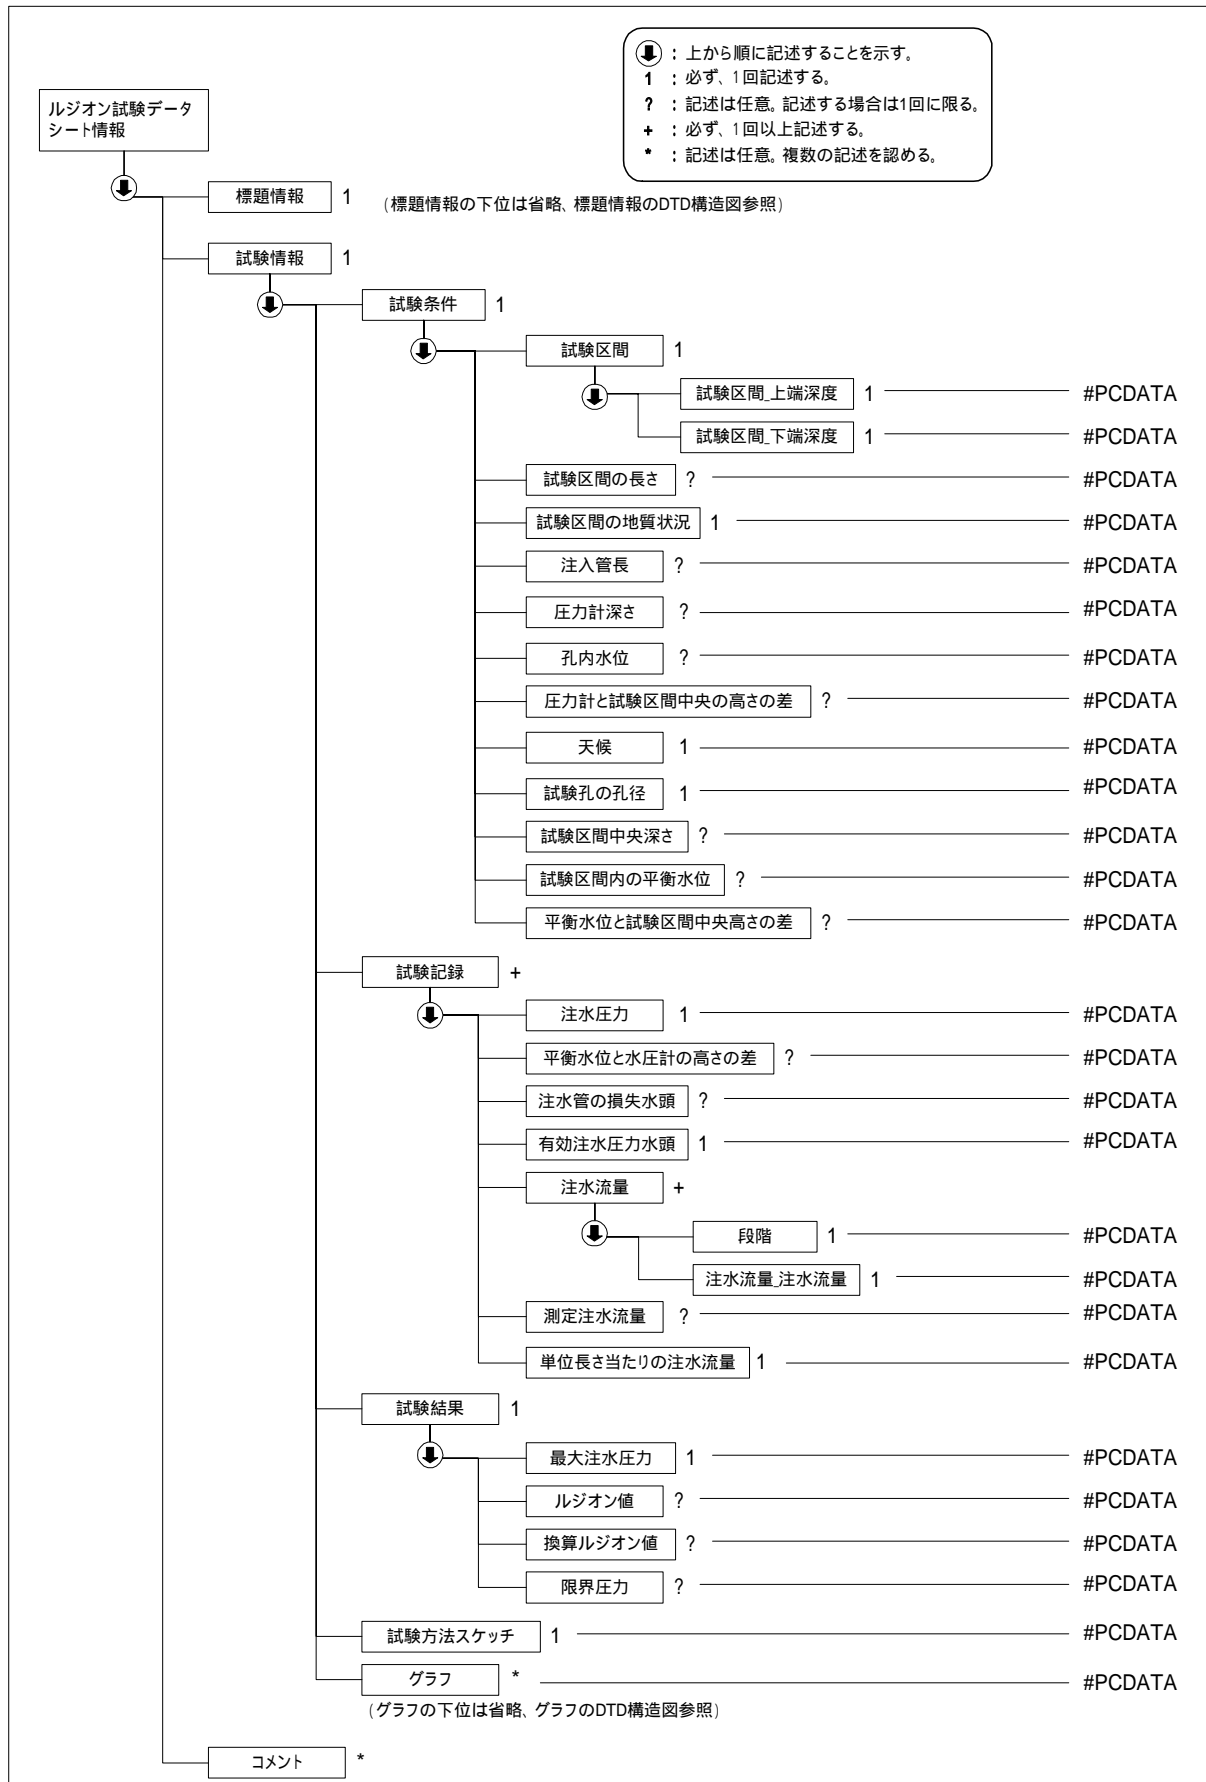 ：上から順に記述することを示す。
1：必ず、1回記述する。
?：記述は任意。記述する場合は1回に限る。
+：必ず、1回以上記述する。
*：記述は任意。複数の記述を認める。
ルジオン試験データ
シート情報
標題情報 1 （標題情報の下位は省略、標題情報のDTD構造図参照）
試験情報 1
試験条件 1
試験区間 1
試験区間_上端深度 1 #PCDATA
試験区間_下端深度 1 #PCDATA
試験区間の長さ ? #PCDATA
試験区間の地質状況 1 #PCDATA
注入管長 ? #PCDATA
圧力計深さ ? #PCDATA
孔内水位 ? #PCDATA
圧力計と試験区間中央の高さの差 ? #PCDATA
天候 1 #PCDATA
試験孔の孔径 1 #PCDATA
試験区間中央深さ ? #PCDATA
試験区間内の平衡水位 ? #PCDATA
平衡水位と試験区間中央高さの差 ? #PCDATA
試験記録 +
注水圧力 1 #PCDATA
平衡水位と水圧計の高さの差 ? #PCDATA
注水管の損失水頭 ? #PCDATA
有効注水圧力水頭 1 #PCDATA
注水流量 +
段階 1 #PCDATA
注水流量_注水流量 1 #PCDATA
測定注水流量 ? #PCDATA
単位長さ当たりの注水流量 1 #PCDATA
試験結果 1
最大注水圧力 1 #PCDATA
ルジオン値 ? #PCDATA
換算ルジオン値 ? #PCDATA
限界圧力 ? #PCDATA
試験方法スケッチ 1 #PCDATA
グラフ * #PCDATA
（グラフの下位は省略、グラフのDTD構造図参照）
コメント *